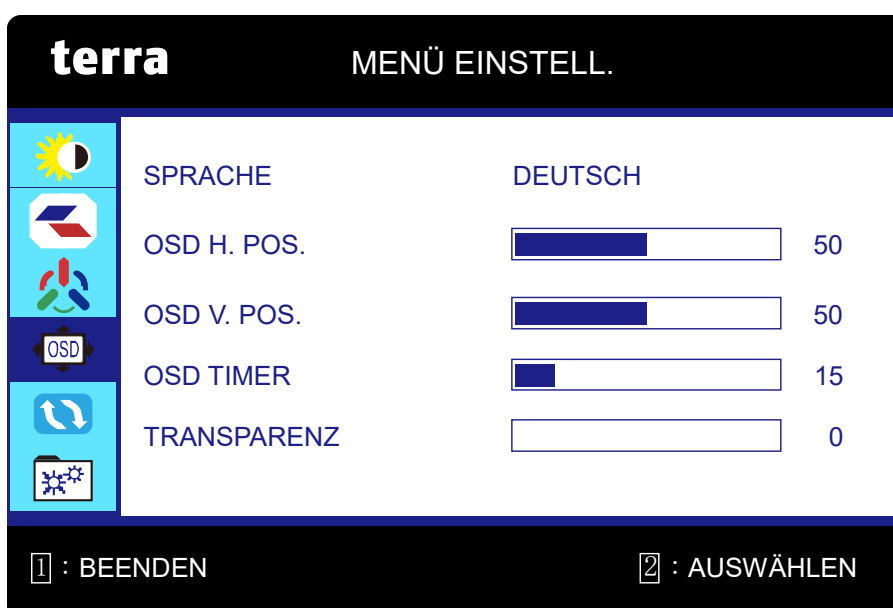 terra MENÜ EINSTELL.
SPRACHE DEUTSCH
OSD H. POS. 50
OSD V. POS. 50
OSD
OSD TIMER 15
TRANSPARENZ 0
1 : BEENDEN 2 : AUSWÄHLEN